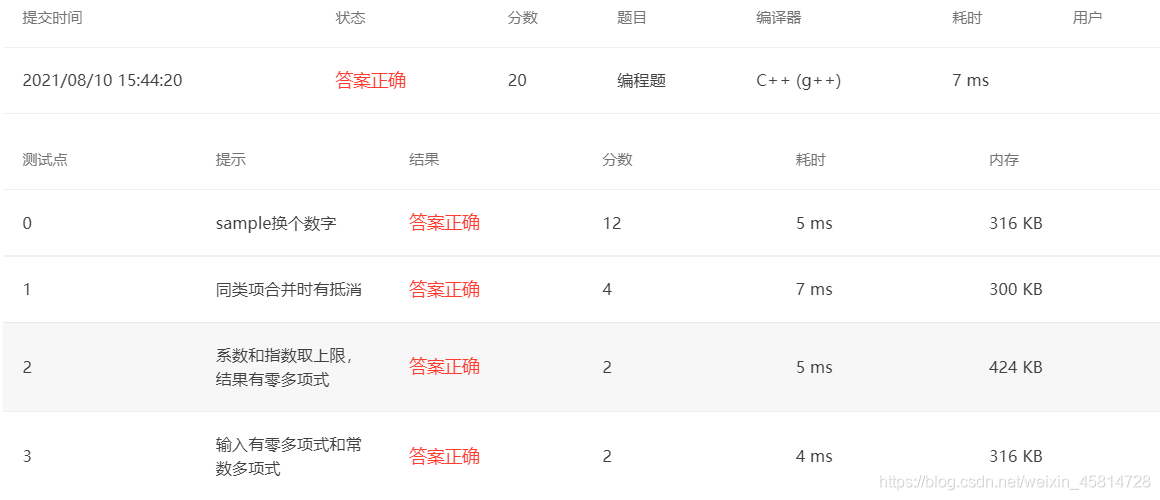 提交时间 状态 分数 题目 编译器 耗时 用户
2021/08/10 15:44:20 答案正确 20 编程题 C++ (g++) 7 ms
测试点 提示 结果 分数 耗时 内存
0 sample换个数字 答案正确 12 5 ms 316 KB
1 同类项合并时有抵消 答案正确 4 7 ms 300 KB
2 系数和指数取上限，结果有零多项式 答案正确 2 5 ms 424 KB
3 输入有零多项式和常数多项式 答案正确 2 4 ms 316 KB
https://blog.csdn.net/weixin_45814728